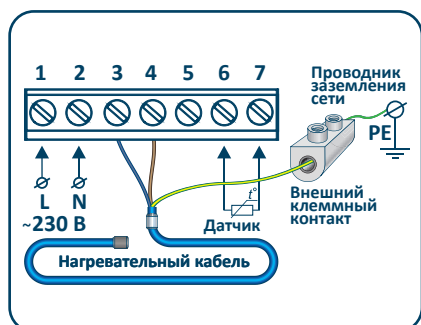 1 2 3 4 5 6 7
Проводник
заземления
сети
PE
Внешний
клеммный
контакт
L N
~230 В
t°
Датчик
Нагревательный кабель